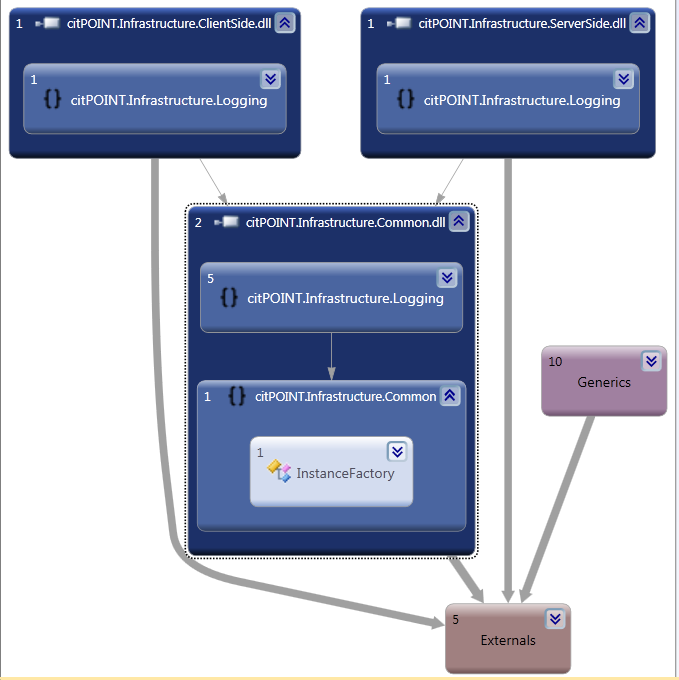 1 citPOINT.Infrastructure.ClientSide.dll
1 citPOINT.Infrastructure.ServerSide.dll
1
citPOINT.Infrastructure.Logging
1
citPOINT.Infrastructure.Logging
2 citPOINT.Infrastructure.Common.dll
5
citPOINT.Infrastructure.Logging
10
Generics
1 citPOINT.Infrastructure.Common
1
InstanceFactory
5
Externals